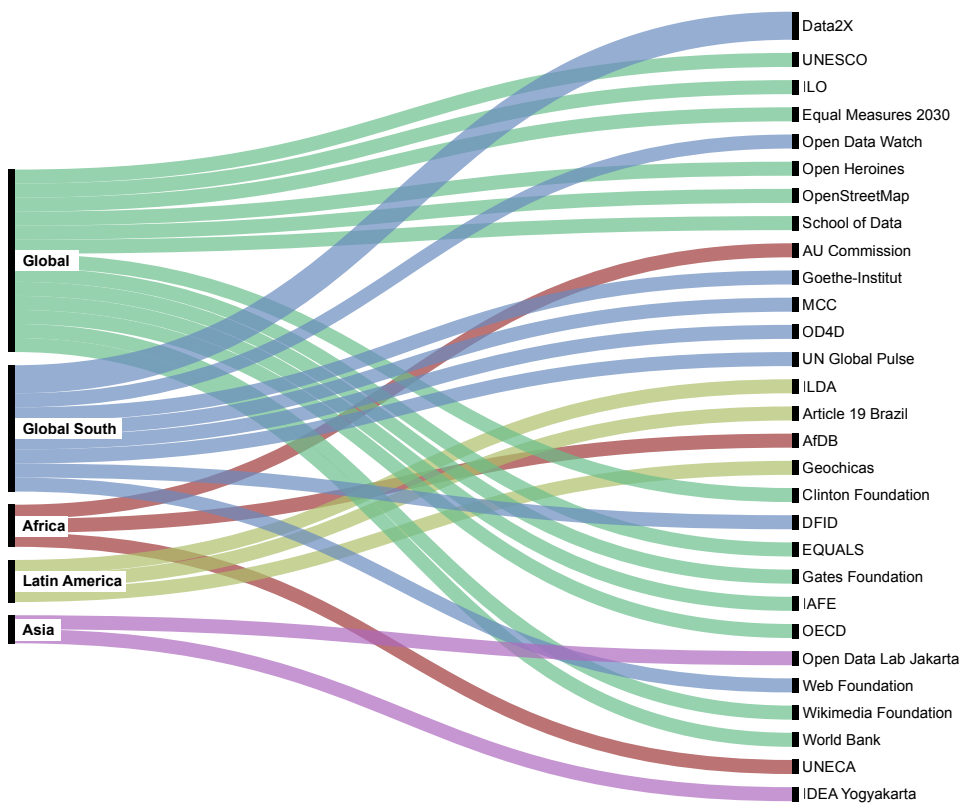 Global
Global South
Africa
Latin America
Asia
Data2X
UNESCO
ILO
Equal Measures 2030
Open Data Watch
Open Heroines
OpenStreetMap
School of Data
AU Commission
Goethe-Institut
MCC
OD4D
UN Global Pulse
ILDA
Article 19 Brazil
AfDB
Geochicas
Clinton Foundation
DFID
EQUALS
Gates Foundation
IAFE
OECD
Open Data Lab Jakarta
Web Foundation
Wikimedia Foundation
World Bank
UNECA
IDEA Yogyakarta